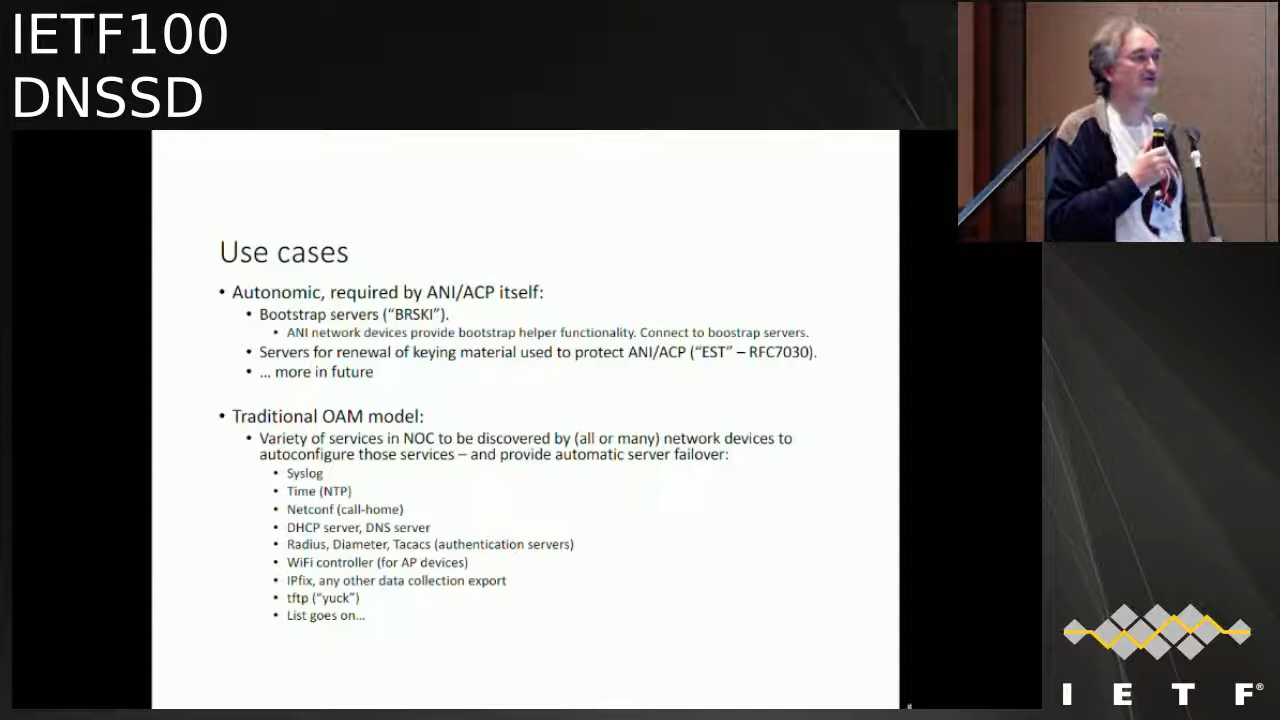 IETF100
DNSSD
Use cases
• Autonomic, required by ANI/ACP itself:
• Bootstrap servers (“BRSKI”).
• ANI network devices provide bootstrap helper functionality. Connect to boostrap servers.
• Servers for renewal of keying material used to protect ANI/ACP (“EST” – RFC7030).
• … more in future
• Traditional OAM model:
• Variety of services in NOC to be discovered by (all or many) network devices to
autoconfigure those services – and provide automatic server failover:
• Syslog
• Time (NTP)
• Netconf (call-home)
• DHCP server, DNS server
• Radius, Diameter, Tacacs (authentication servers)
• WiFi controller (for AP devices)
• IPfix, any other data collection export
• tftp (“yuck”)
• List goes on…
I E T F®